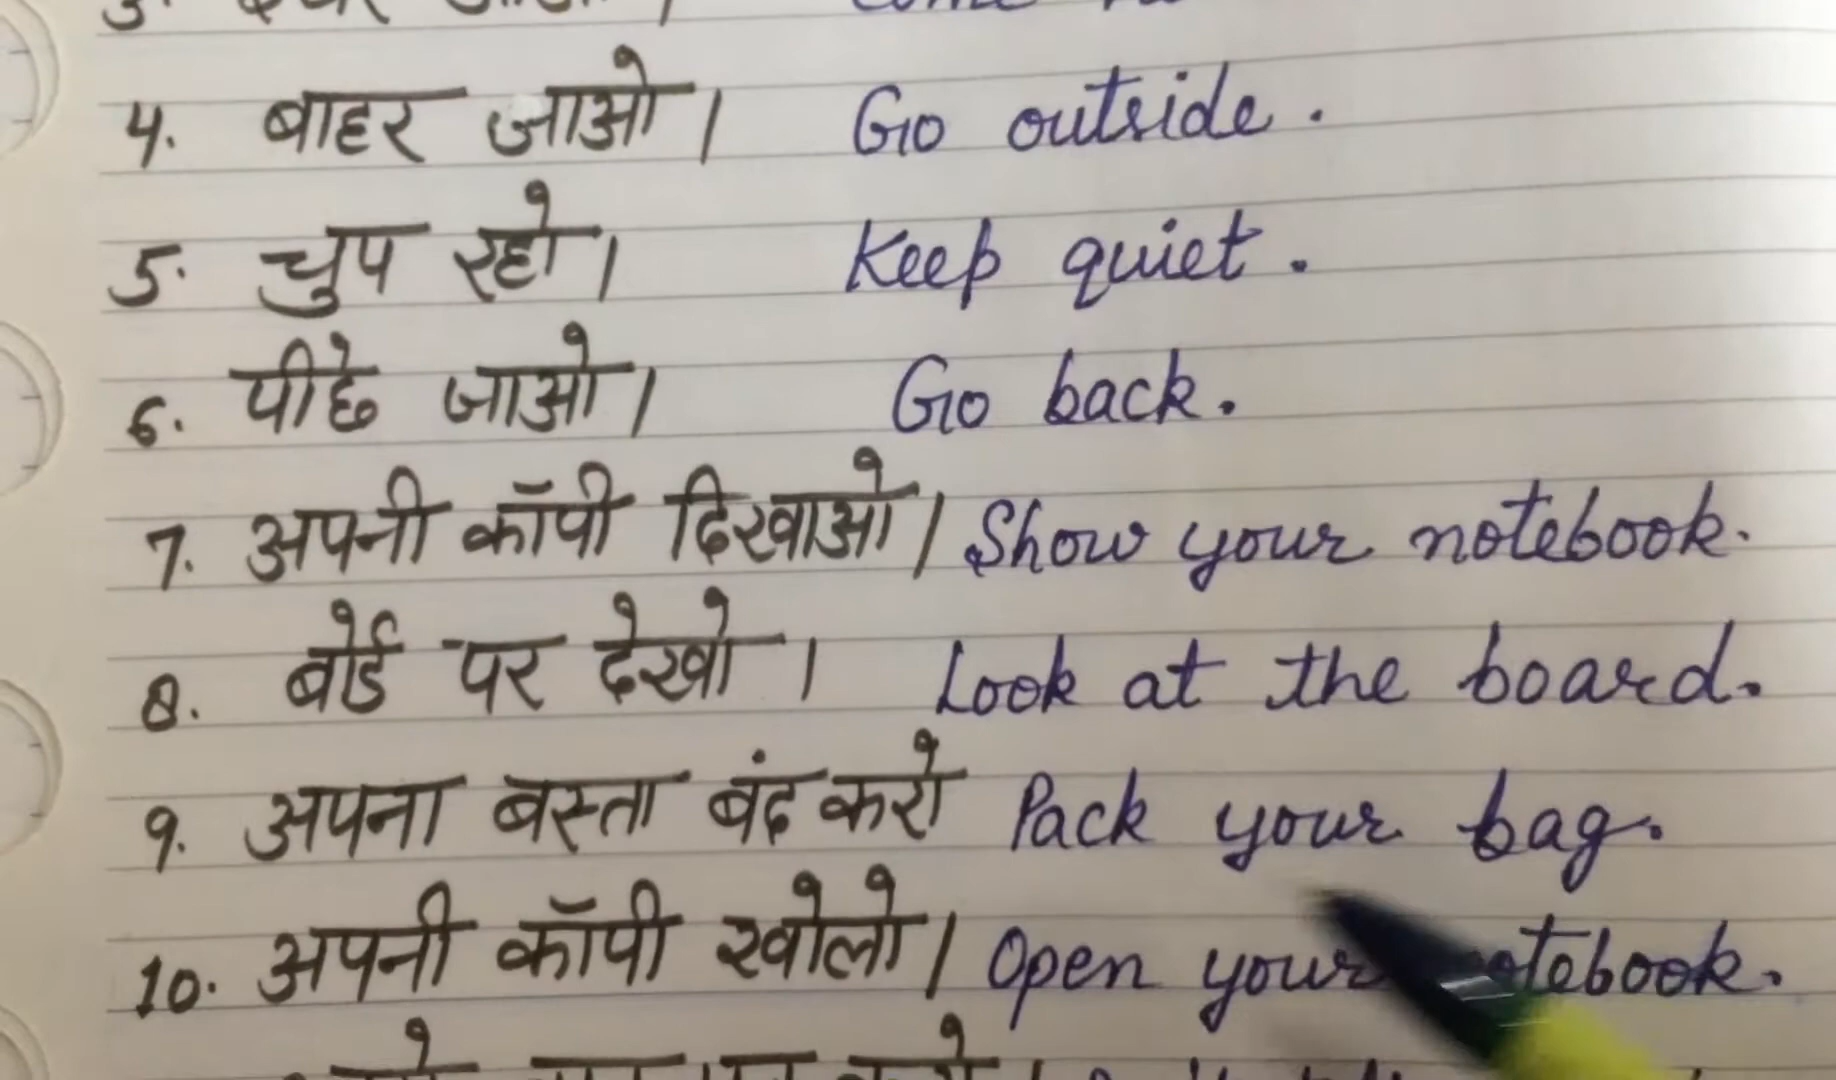 4. बाहर जाओ। Go outside.
5. चुप रहो। Keep quiet.
6. पीछे जाओ। Go back.
7. अपनी कॉपी दिखाओ। Show your notebook.
8. बोर्ड पर देखो। Look at the board.
9. अपना बस्ता बंद करो Pack your bag.
10. अपनी कॉपी खोलो। Open your notebook.